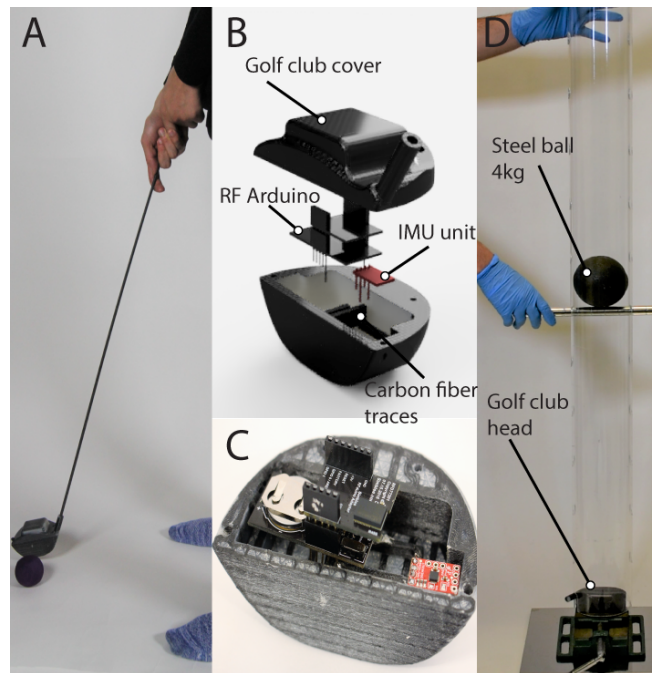 A
B
Golf club cover
RF Arduino
IMU unit
Carbon fiber
traces
C
D
Steel ball
4kg
Golf club
head